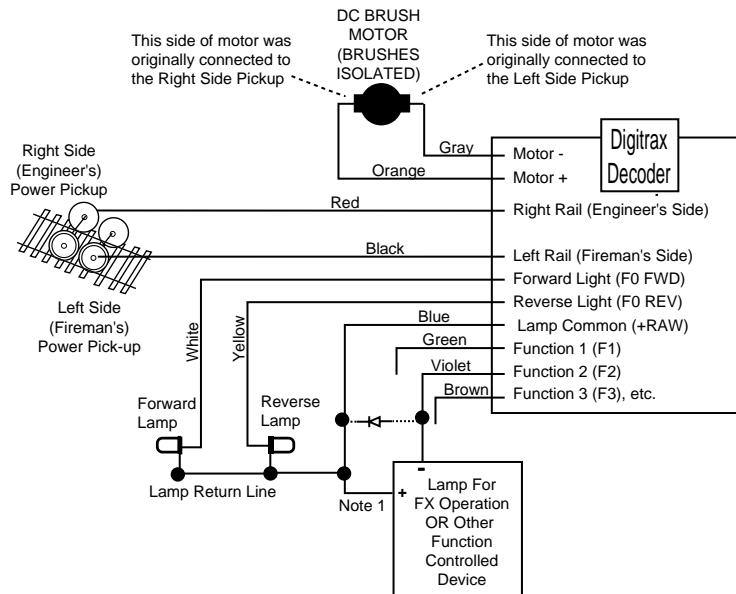 DC BRUSH
MOTOR
(BRUSHES
ISOLATED)
This side of motor was
originally connected to
the Right Side Pickup
This side of motor was
originally connected to
the Left Side Pickup
Digitrax
Decoder
Gray
Motor -
Orange
Motor +
Right Side
(Engineer's)
Power Pickup
Red
Right Rail (Engineer's Side)
Black
Left Rail (Fireman's Side)
Forward Light (F0 FWD)
Left Side
(Fireman's)
Power Pick-up
White
Yellow
Reverse Light (F0 REV)
Blue
Lamp Common (+RAW)
Green
Function 1 (F1)
Violet
Function 2 (F2)
Brown
Function 3 (F3), etc.
Forward
Lamp
Reverse
Lamp
Lamp Return Line
Note 1
+
-
Lamp For
FX Operation
OR Other
Function
Controlled
Device